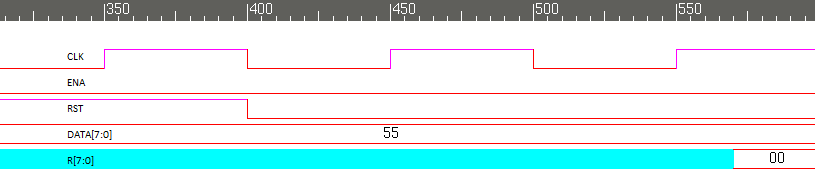 350 400 450 500 550
CLK
ENA
RST
DATA[7:0] 55
R[7:0] 00